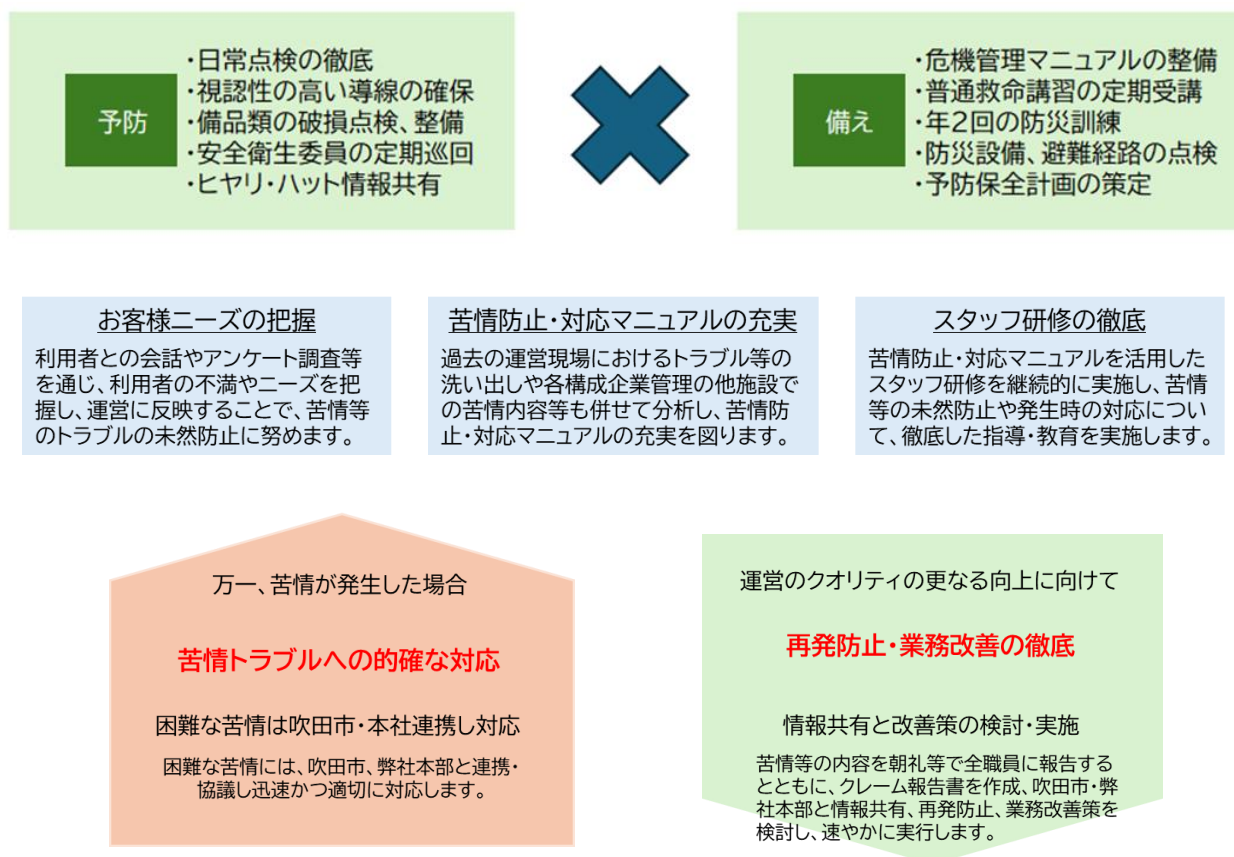 予防
・日常点検の徹底
・視認性の高い導線の確保
・備品類の破損点検、整備
・安全衛生委員の定期巡回
・ヒヤリ・ハット情報共有
備え
・危機管理マニュアルの整備
・普通救命講習の定期受講
・年2回の防災訓練
・防災設備、避難経路の点検
・予防保全計画の策定
お客様ニーズの把握
利用者との会話やアンケート調査等
を通じ、利用者の不満やニーズを把
握し、運営に反映することで、苦情等
のトラブルの未然防止に努めます。
苦情防止・対応マニュアルの充実
過去の運営現場におけるトラブル等の
洗い出しや各構成企業管理の他施設で
の苦情内容等も併せて分析し、苦情防
止・対応マニュアルの充実を図ります。
スタッフ研修の徹底
苦情防止・対応マニュアルを活用した
スタッフ研修を継続的に実施し、苦情
等の未然防止や発生時の対応につい
て、徹底した指導・教育を実施します。
万一、苦情が発生した場合
苦情トラブルへの的確な対応
困難な苦情は吹田市・本社連携し対応
困難な苦情には、吹田市、弊社本部と連携・
協議し迅速かつ適切に対応します。
運営のクオリティの更なる向上に向けて
再発防止・業務改善の徹底
情報共有と改善策の検討・実施
苦情等の内容を朝礼等で全職員に報告する
とともに、クレーム報告書を作成、吹田市・弊
社本部と情報共有、再発防止、業務改善策を
検討し、速やかに実行します。